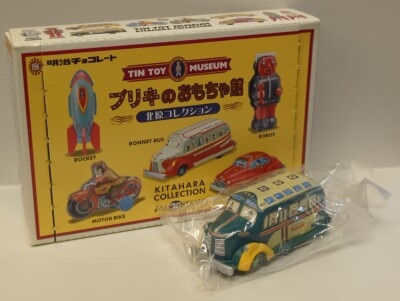 明治チョコレート
TIN TOY MUSEUM
ブリキのおもちゃ館
北原コレクション
BONNET BUS
ROCKET
ROBOT
KITAHARA
COLLECTION
MOTOR BIKE